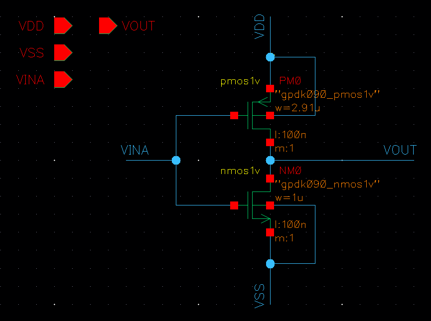 VDD
VOUT
VSS
VINA
VDD
pmos1v
PM0
"gpdk090_pmos1v"
w=2.91u
l:100n
m:1
VINA
VOUT
nmos1v
NM0
"gpdk090_nmos1v"
w=1u
l:100n
m:1
VSS